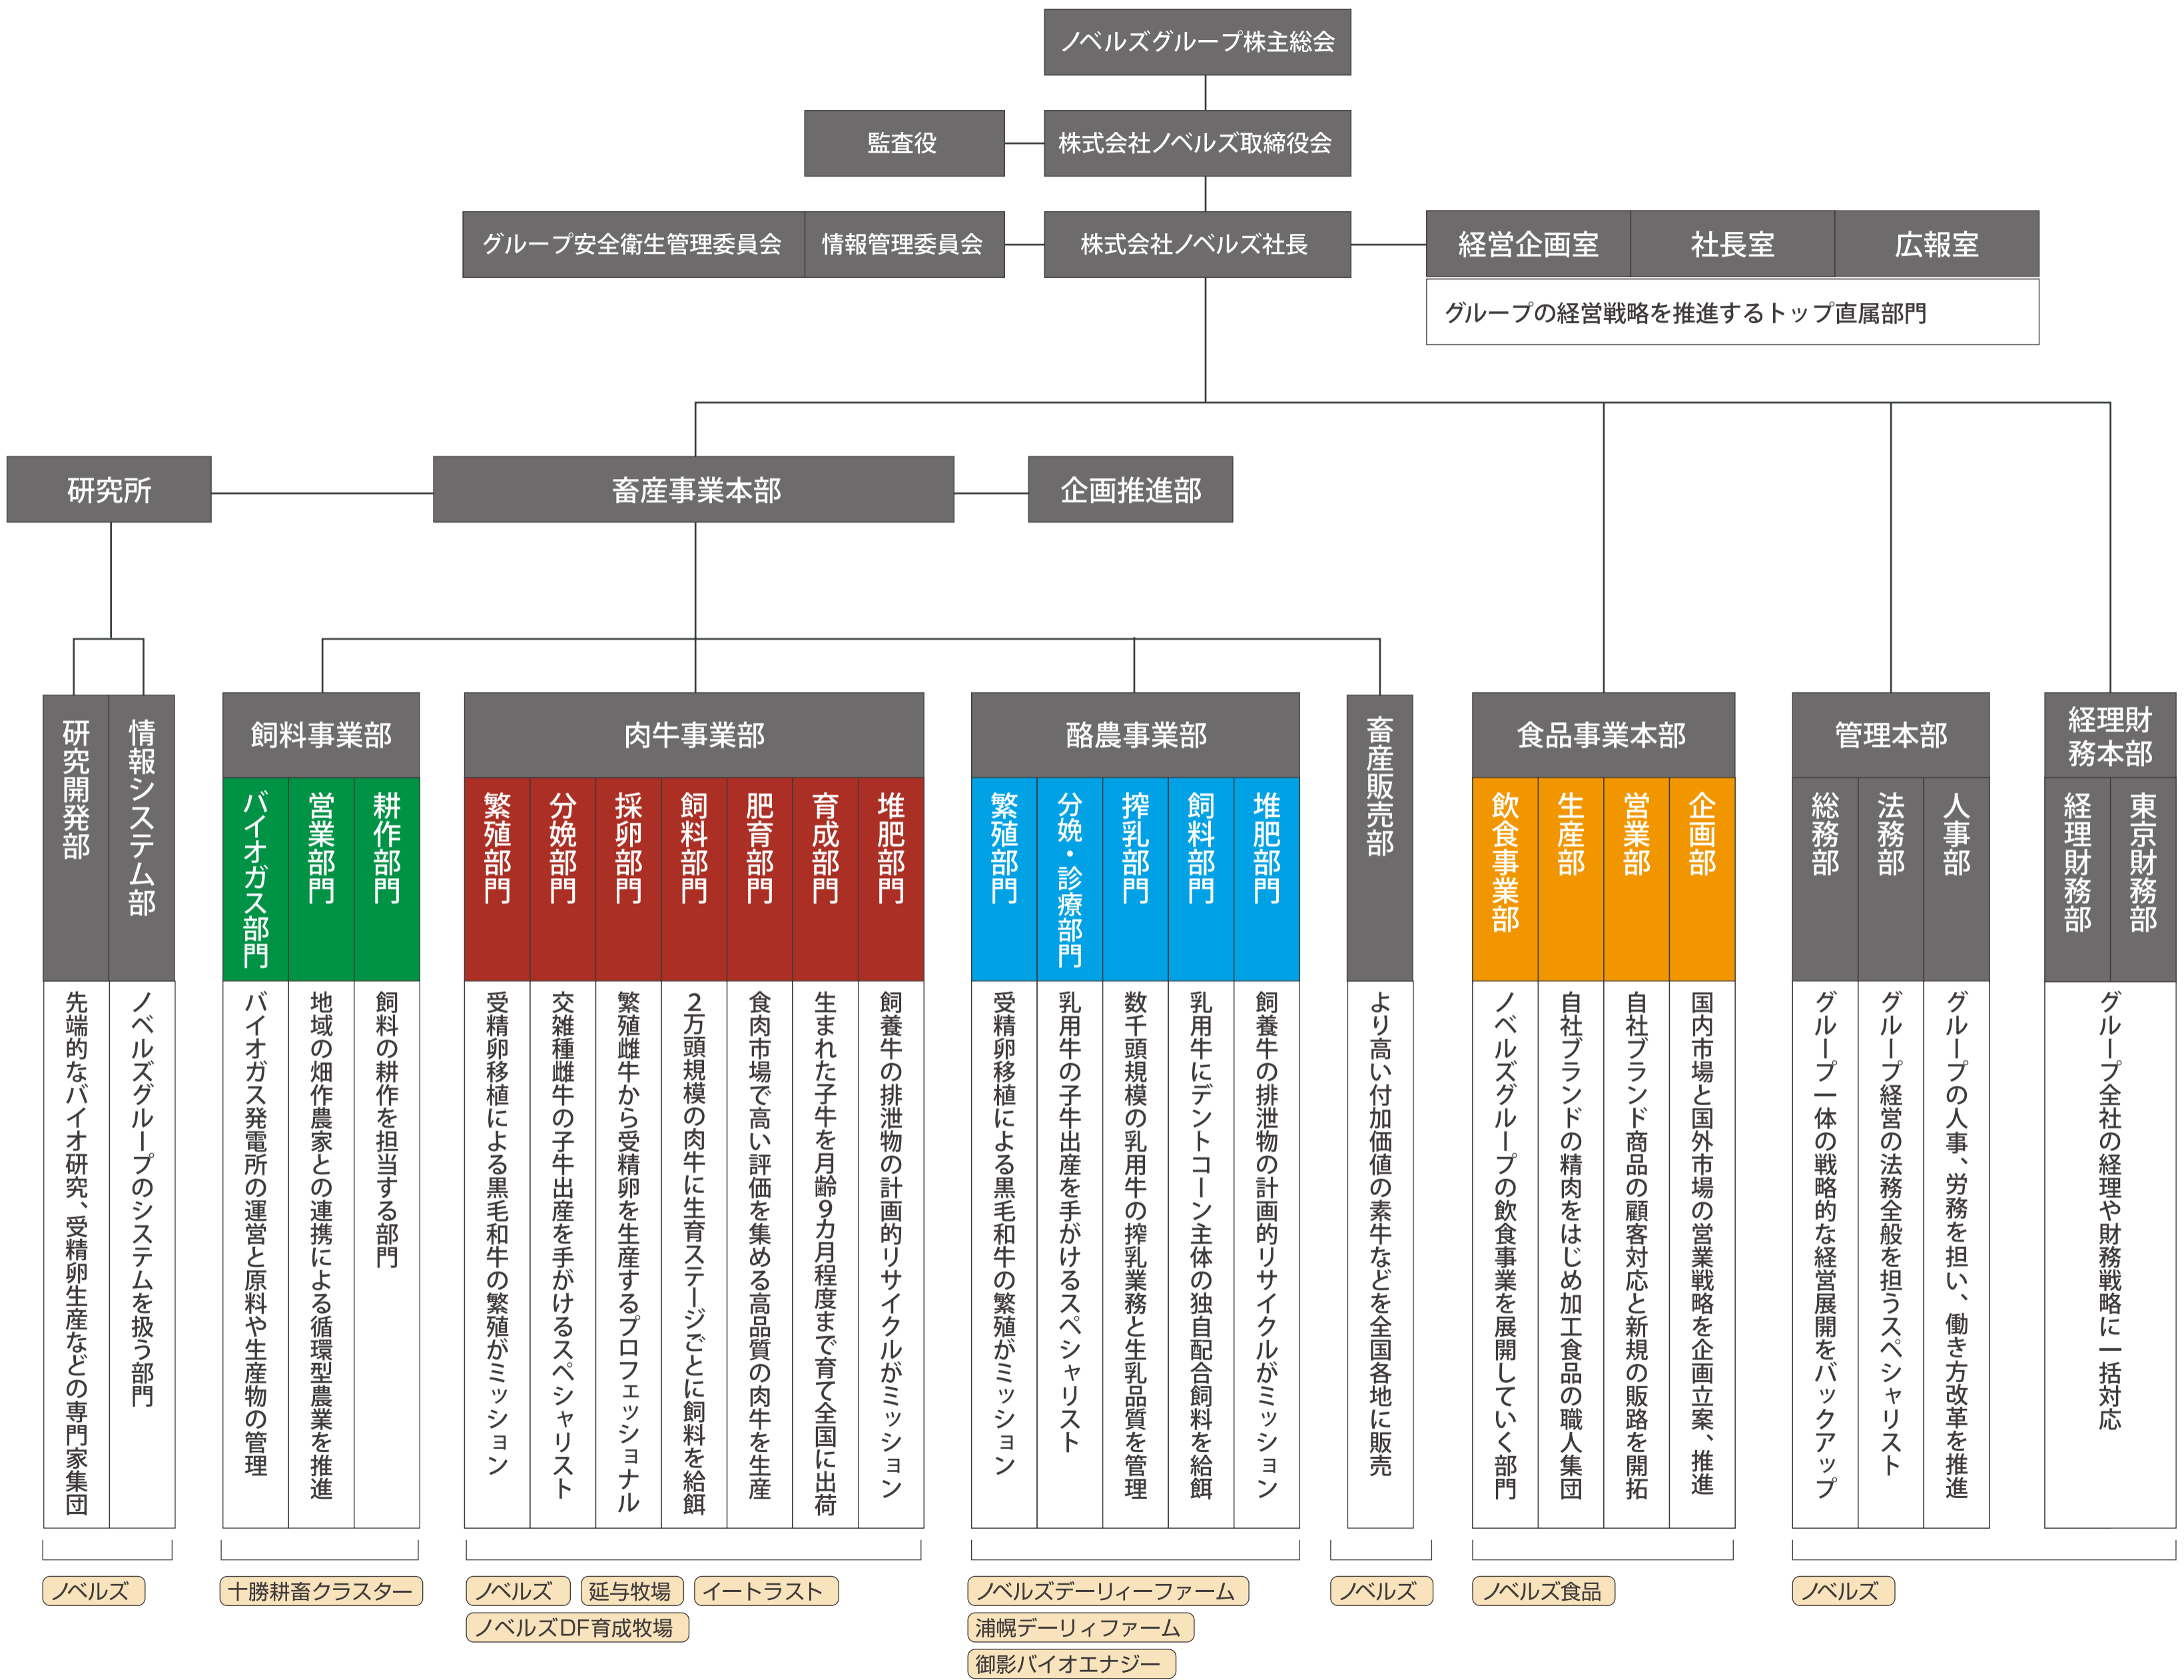 ノベルズグループ株主総会
監査役
株式会社ノベルズ取締役会
グループ安全衛生管理委員会
情報管理委員会
株式会社ノベルズ社長
経営企画室
社長室
広報室
グループの経営戦略を推進するトップ直属部門
研究所
畜産事業本部
企画推進部
研究開発部
先端的なバイオ研究、受精卵生産などの専門家集団
情報システム部
ノベルズグループのシステムを扱う部門
飼料事業部
バイオガス部門
バイオガス発電所の運営と原料や生産物の管理
営業部門
地域の畑作農家との連携による循環型農業を推進
耕作部門
飼料の耕作を担当する部門
肉牛事業部
繁殖部門
受精卵移植による黒毛和牛の繁殖がミッション
分娩部門
交雑種雌牛の子牛出産を手がけるスペシャリスト
採卵部門
繁殖雌牛から受精卵を生産するプロフェッショナル
飼料部門
2万頭規模の肉牛に生育ステージごとに飼料を給餌
肥育部門
食肉市場で高い評価を集める高品質の肉牛を生産
育成部門
生まれた子牛を月齢9カ月程度まで育て全国に出荷
堆肥部門
飼養牛の排泄物の計画的リサイクルがミッション
酪農事業部
繁殖部門
受精卵移植による黒毛和牛の繁殖がミッション
分娩・診療部門
乳用牛の子牛出産を手がけるスペシャリスト
搾乳部門
数千頭規模の乳用牛の搾乳業務と生乳品質を管理
飼料部門
乳用牛にデントコーン主体の独自配合飼料を給餌
堆肥部門
飼養牛の排泄物の計画的リサイクルがミッション
畜産販売部
より高い付加価値の素牛などを全国各地に販売
食品事業本部
飲食事業部
ノベルズグループの飲食事業を展開していく部門
生産部
自社ブランドの精肉をはじめ加工食品の職人集団
営業部
自社ブランド商品の顧客対応と新規の販路を開拓
企画部
国内市場と国外市場の営業戦略を企画立案、推進
管理本部
総務部
グループ一体の戦略的な経営展開をバックアップ
法務部
グループ経営の法務全般を担うスペシャリスト
人事部
グループの人事、労務を担い、働き方改革を推進
経理財
務本部
経理財務部
東京財務部
グループ全社の経理や財務戦略に一括対応
ノベルズ
十勝耕畜クラスター
ノベルズ
延与牧場
イートラスト
ノベルズDF育成牧場
ノベルズデーリィーファーム
浦幌デーリィファーム
御影バイオエナジー
ノベルズ
ノベルズ食品
ノベルズ